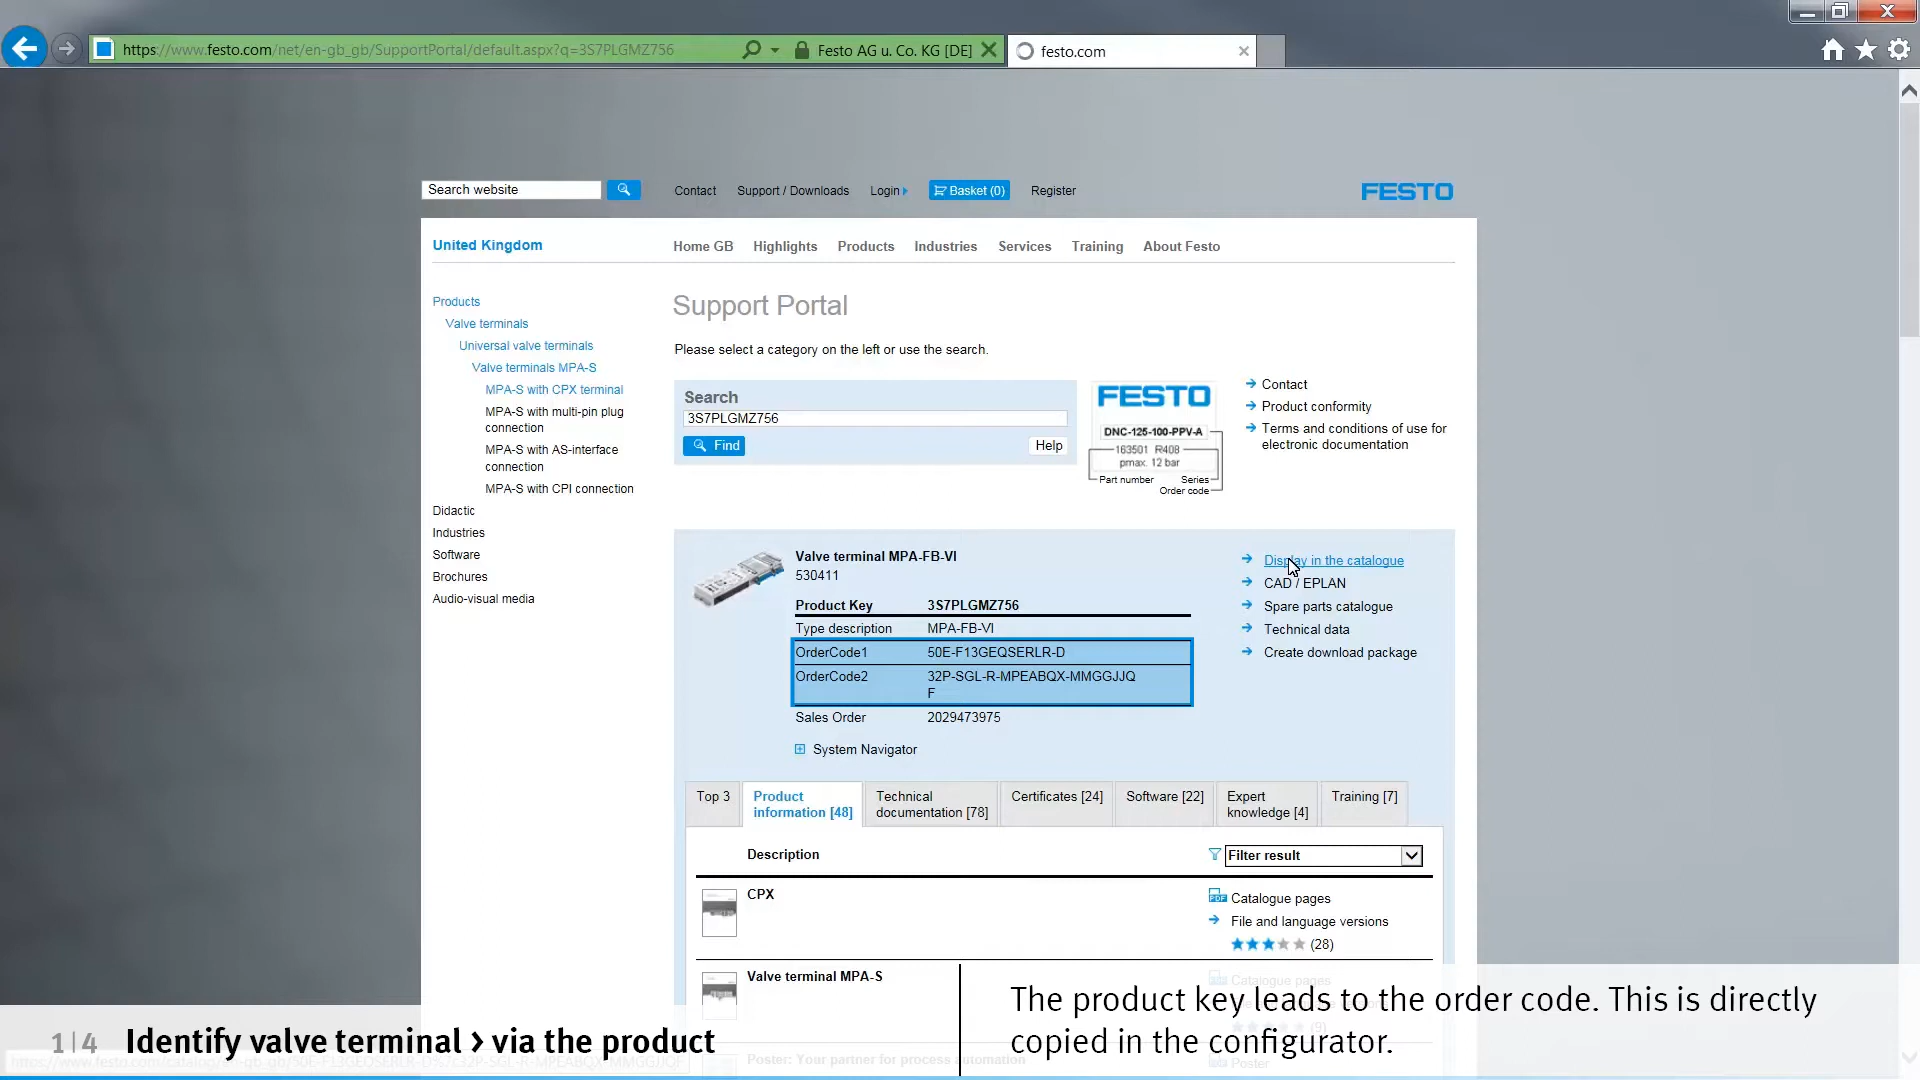 https://www.festo.com/net/en-gb_gb/SupportPortal/default.aspx?q=3S7PLGMZ756
Festo AG u. Co. KG [DE]
festo.com
Search website
Contact
Support / Downloads
Login
Basket (0)
Register
FESTO
United Kingdom
Home GB
Highlights
Products
Industries
Services
Training
About Festo
Products
Valve terminals
Universal valve terminals
Valve terminals MPA-S
MPA-S with CPX terminal
MPA-S with multi-pin plug
connection
MPA-S with AS-interface
connection
MPA-S with CPI connection
Didactic
Industries
Software
Brochures
Audio-visual media
Support Portal
Please select a category on the left or use the search.
Search
3S7PLGMZ756
Find
Help
FESTO
DNC-125-100-PPV-A
163501 R408
pmax. 12 bar
Part number
Series
Order code
Contact
Product conformity
Terms and conditions of use for
electronic documentation
Valve terminal MPA-FB-VI
530411
Product Key 3S7PLGMZ756
Type description MPA-FB-VI
OrderCode1 50E-F13GEQSERLR-D
OrderCode2 32P-SGL-R-MPEABQX-MMGGJJQ
F
Sales Order 2029473975
System Navigator
Display in the catalogue
CAD / EPLAN
Spare parts catalogue
Technical data
Create download package
Top 3
Product
information [48]
Technical
documentation [78]
Certificates [24]
Software [22]
Expert
knowledge [4]
Training [7]
Description
Filter result
CPX
PDF
Catalogue pages
File and language versions
(28)
Valve terminal MPA-S
Catalogue pages
(9)
Poster: Your partner for process automation
Poster
1|4 Identify valve terminal > via the product
The product key leads to the order code. This is directly
copied in the configurator.